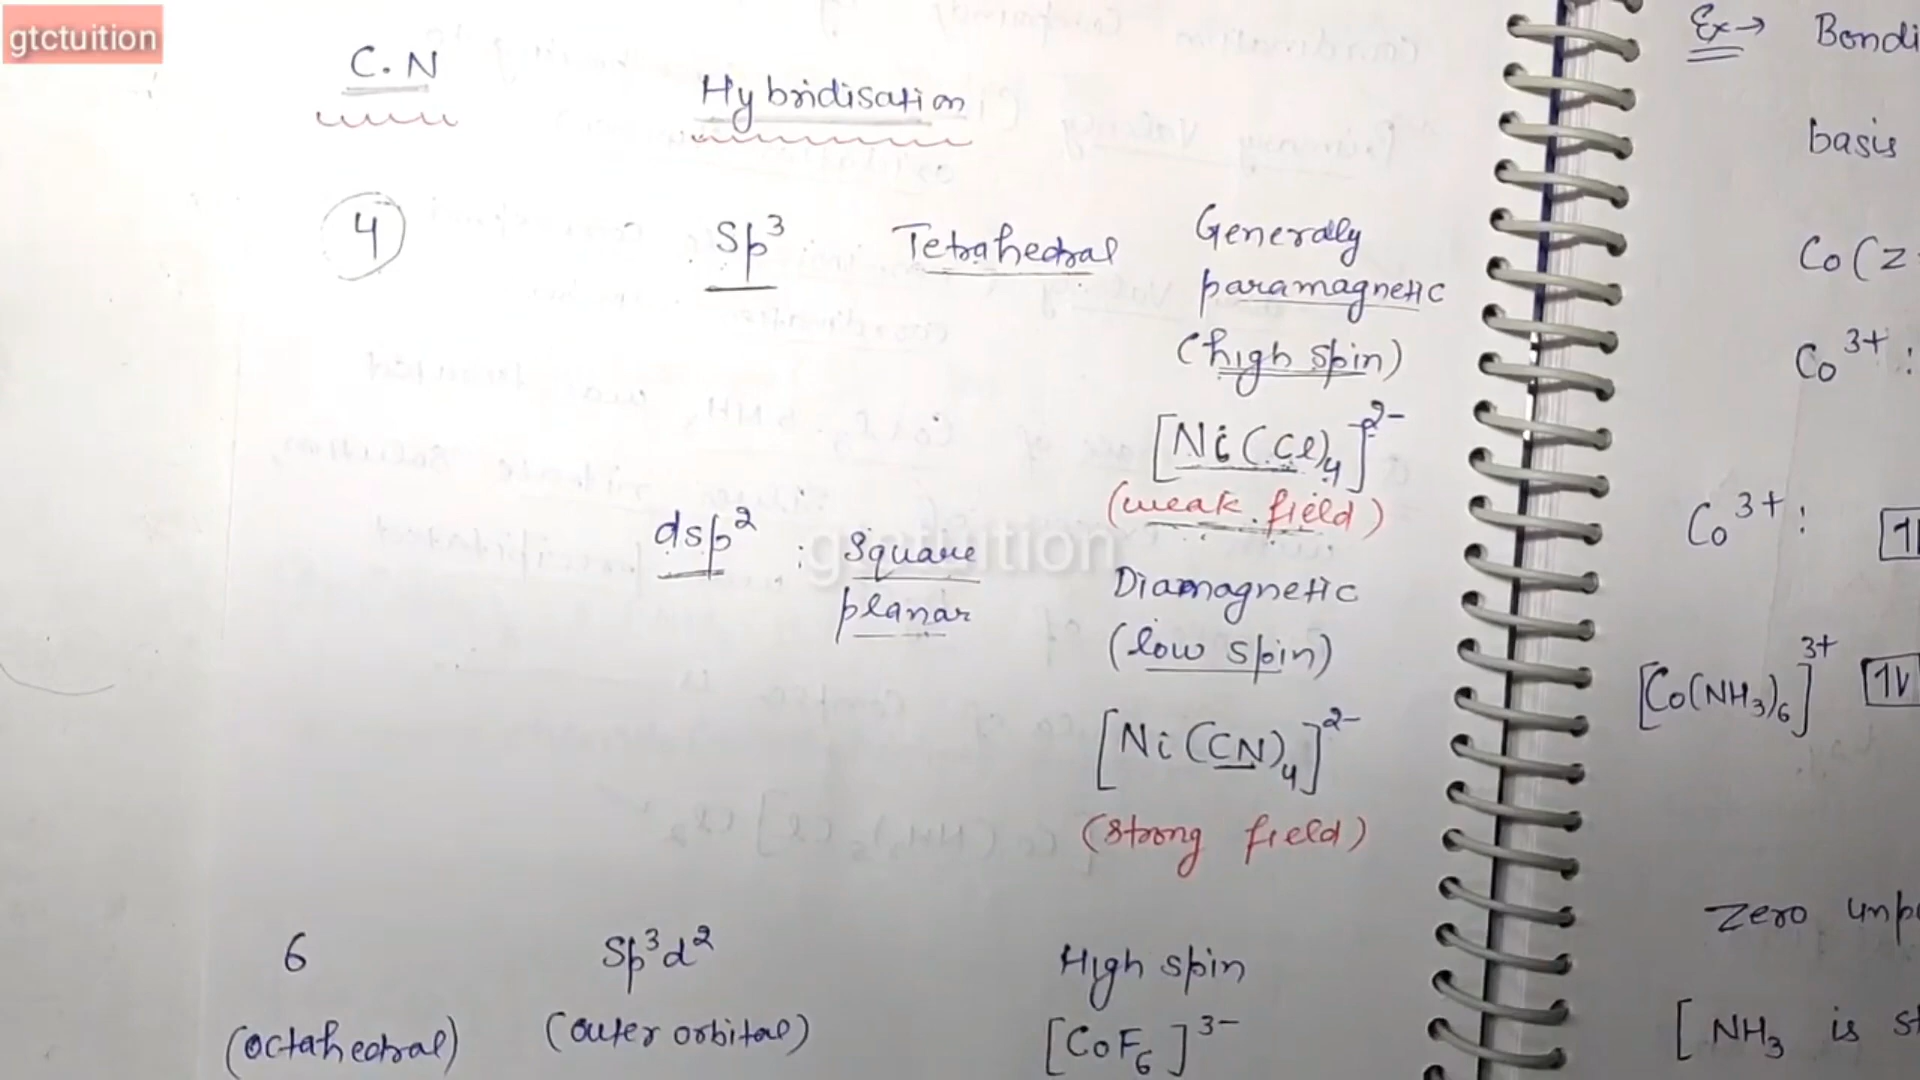 gtctuition
C.N
Hybridisation
4 sp³ Tetrahedral Generally
paramagnetic
(high spin)
[Ni(Cl)₄]²⁻
(weak field)
dsp² : Square
planar
gtctuition
Diamagnetic
(low spin)
[Ni(CN)₄]²⁻
(strong field)
6 sp³d² High spin
(octahedral) (outer orbital) [CoF₆]³⁻
Ex→
basis
Co(Z
Co³⁺:
Co³⁺:
[Co(NH₃)₆]³⁺ 1V
Zero
[NH₃ is